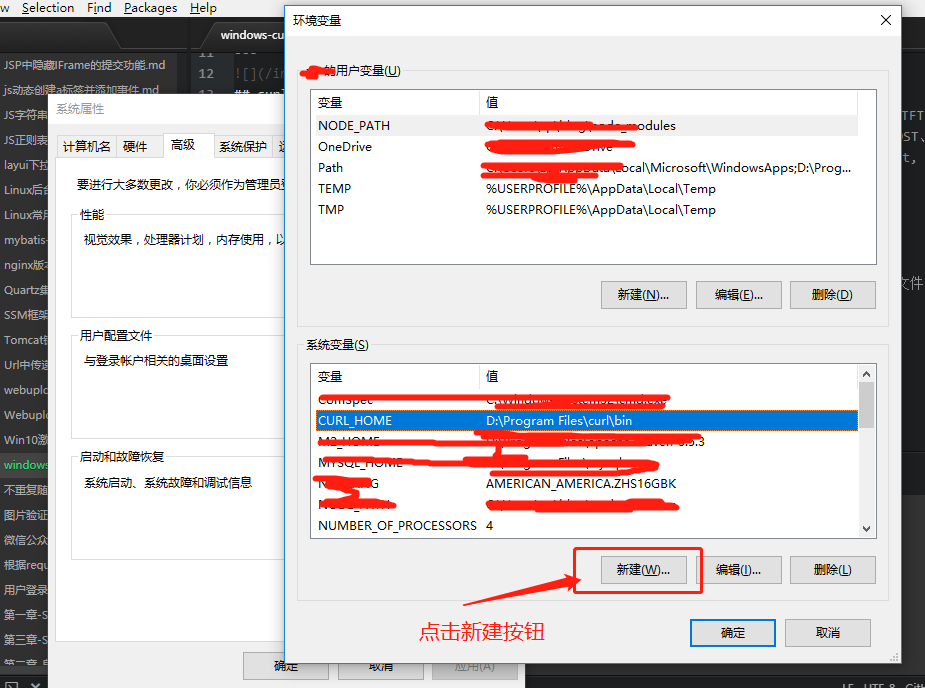 Selection Find Packages Help
windows-cu
JSP中隐藏IFrame的提交功能.md
js动态创建a标签并添加事件.md
JS字符串
JS正则表
layui下拉
Linux后台
Linux常用
mybatis-
nginx版本
Quartz集
SSM框架
Tomcat
Url中传递
webuplo
Webuplo
Win10激
windows
不重复随
图片验证
微信公众
根据requ
用户登录
第一章-S
第三章-S
12
![](/in
系统属性
计算机名 硬件 高级 系统保护
要进行大多数更改，你必须作为管理员登
性能
视觉效果，处理器计划，内存使用，以
用户配置文件
与登录帐户相关的桌面设置
启动和故障恢复
系统启动、系统故障和调试信息
确定 取消 应用(A)
环境变量
的用户变量(U)
变量 值
NODE_PATH node_modules
OneDrive
Path Local\Microsoft\WindowsApps;D:\Prog...
TEMP %USERPROFILE%\AppData\Local\Temp
TMP %USERPROFILE%\AppData\Local\Temp
新建(N)... 编辑(E)... 删除(D)
系统变量(S)
变量 值
ComSpec
CURL_HOME D:\Program Files\curl\bin
M2_HOME
MYSQL_HOME
AMERICAN_AMERICA.ZHS16GBK
NUMBER_OF_PROCESSORS 4
新建(W)... 编辑(I)... 删除(L)
点击新建按钮
确定 取消
文件
LF UTF-8